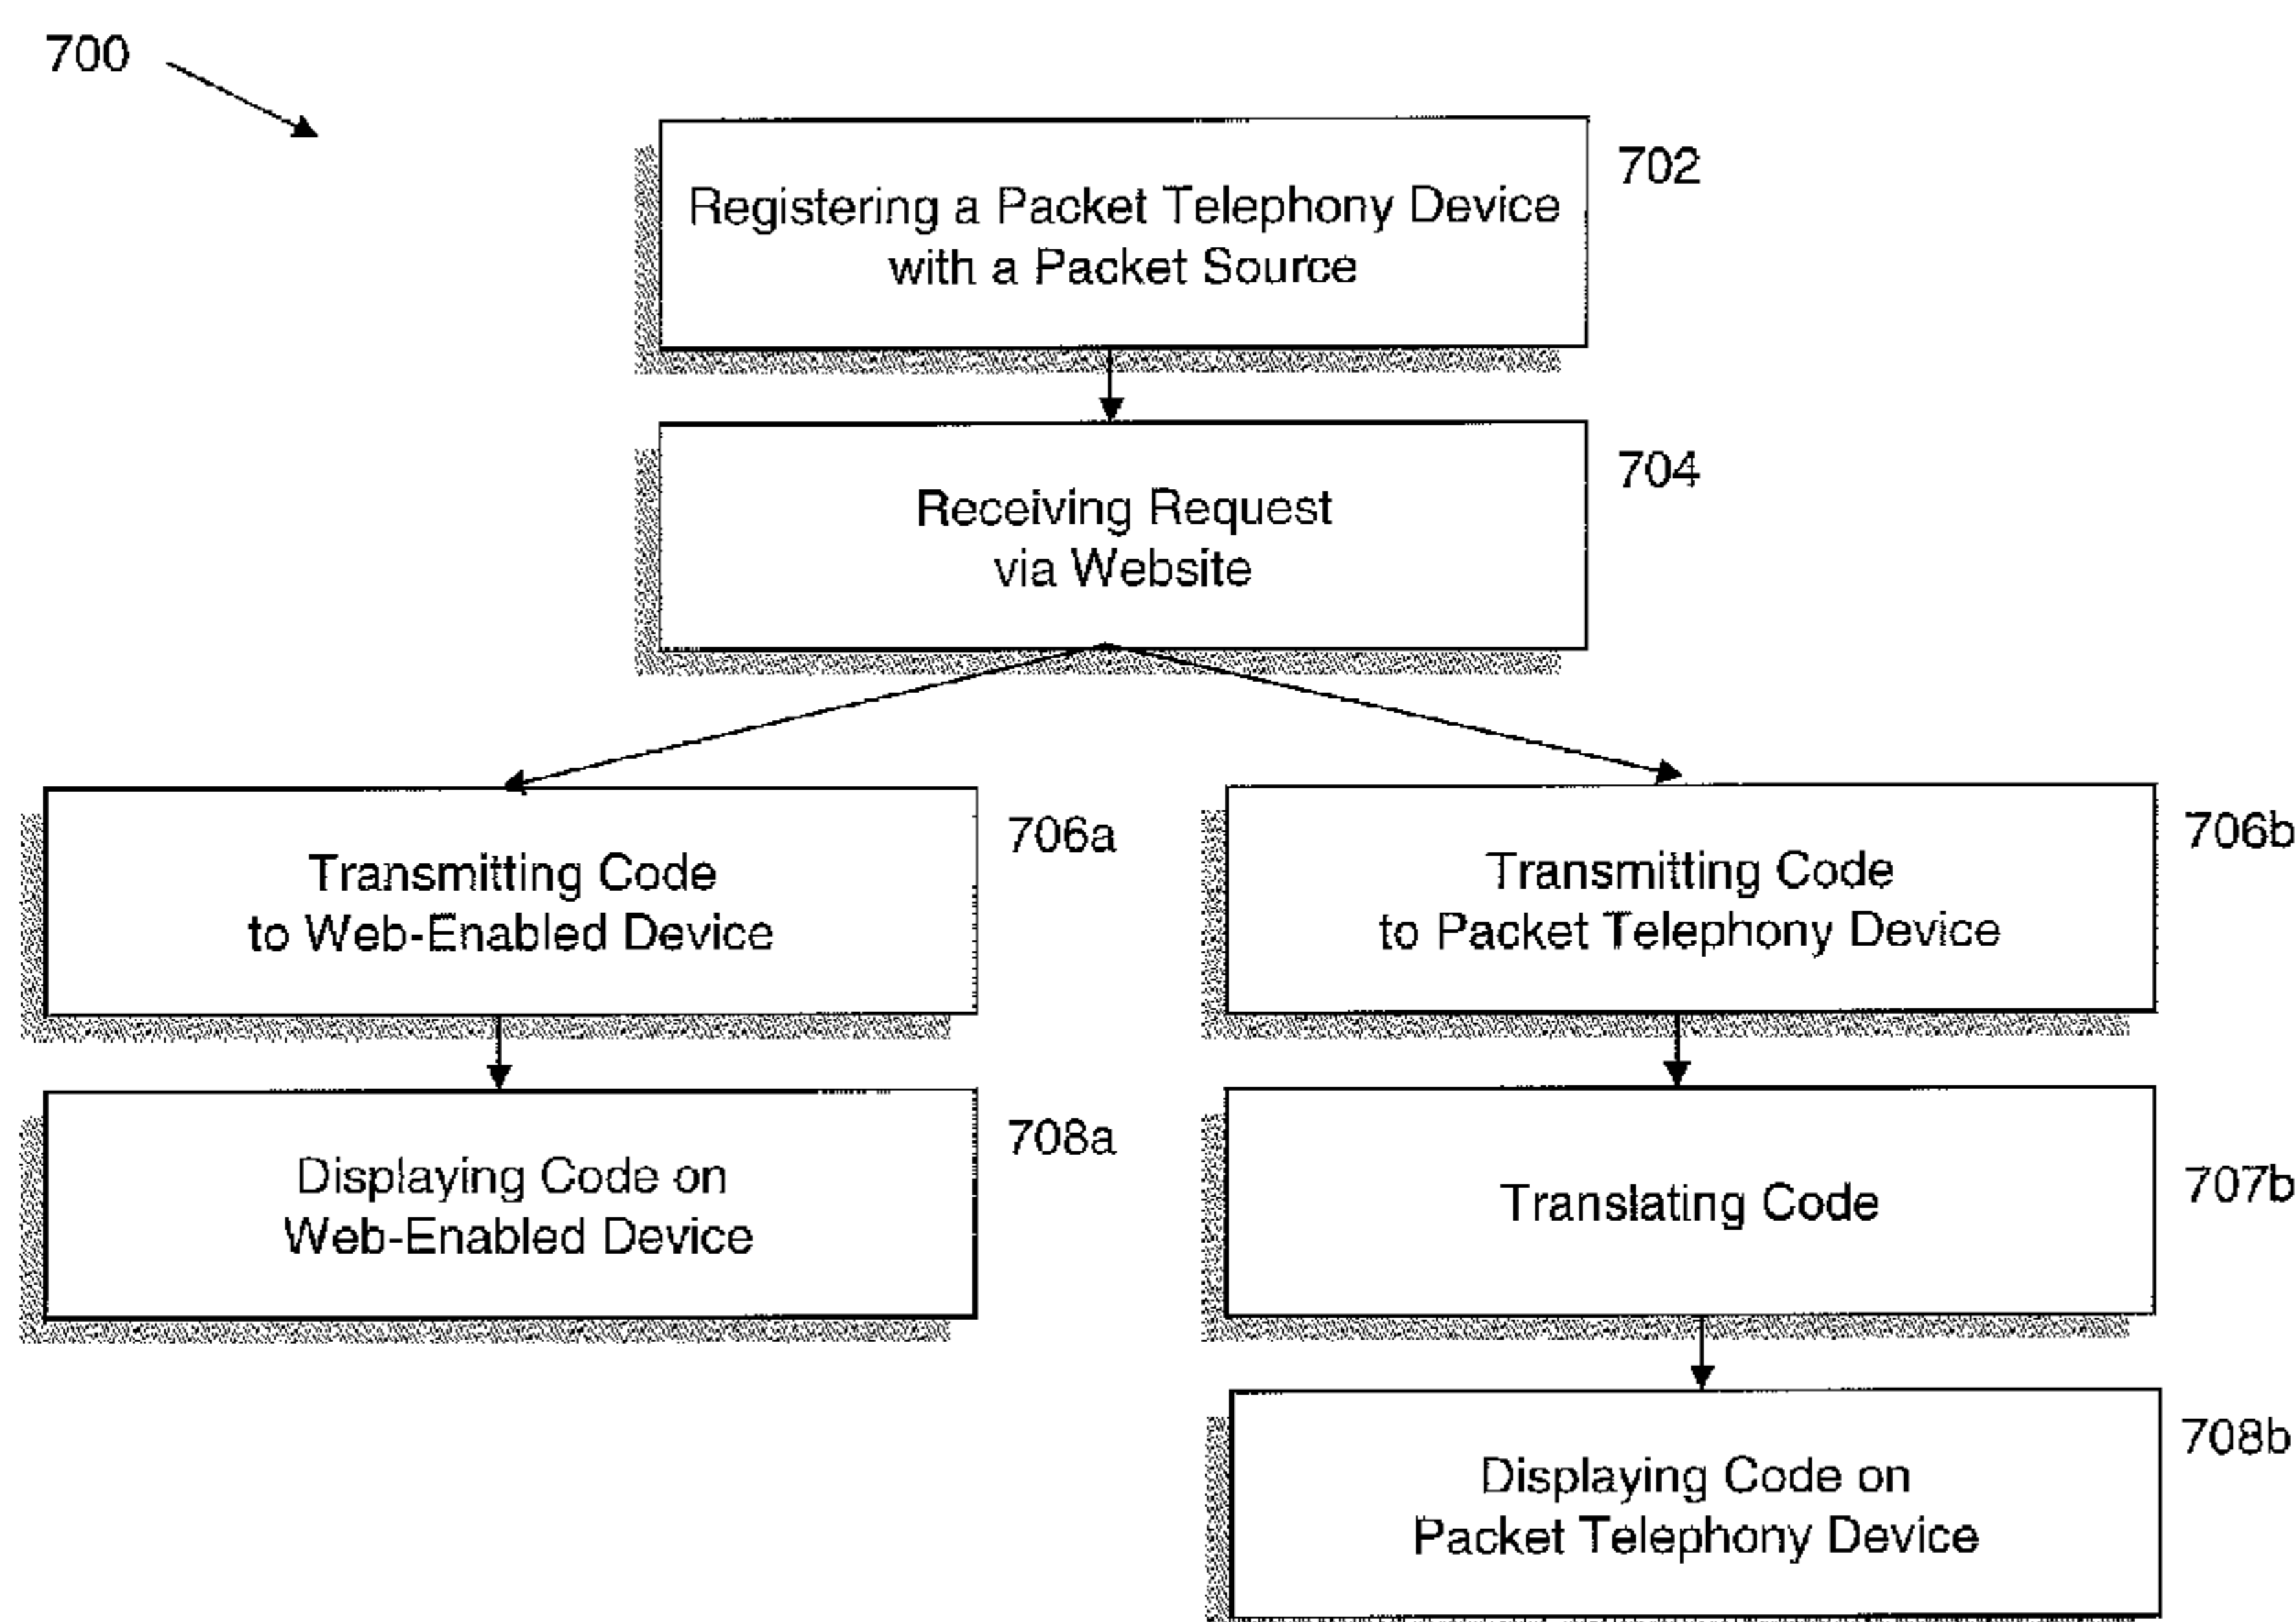 700
Registering a Packet Telephony Device
with a Packet Source
702
Receiving Request
via Website
704
Transmitting Code
to Web-Enabled Device
706a
Transmitting Code
to Packet Telephony Device
706b
Displaying Code on
Web-Enabled Device
708a
Translating Code
707b
Displaying Code on
Packet Telephony Device
708b